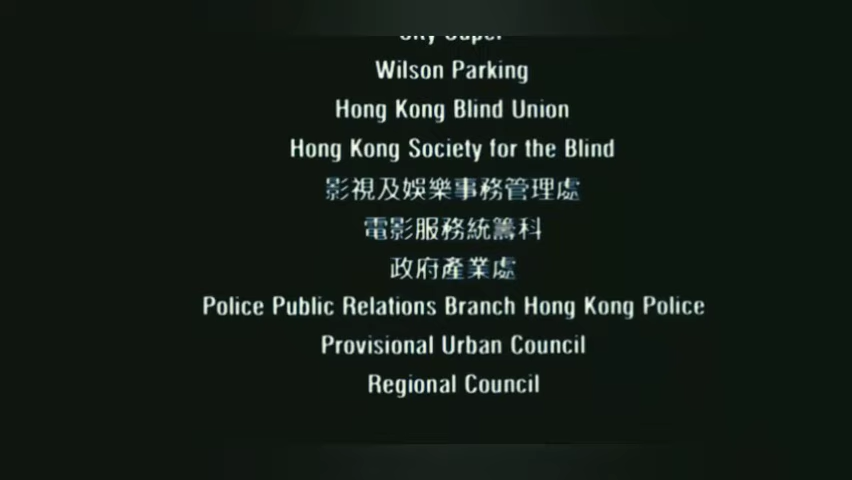 Wilson Parking
Hong Kong Blind Union
Hong Kong Society for the Blind
影視及娛樂事務管理處
電影服務統籌科
政府產業處
Police Public Relations Branch Hong Kong Police
Provisional Urban Council
Regional Council